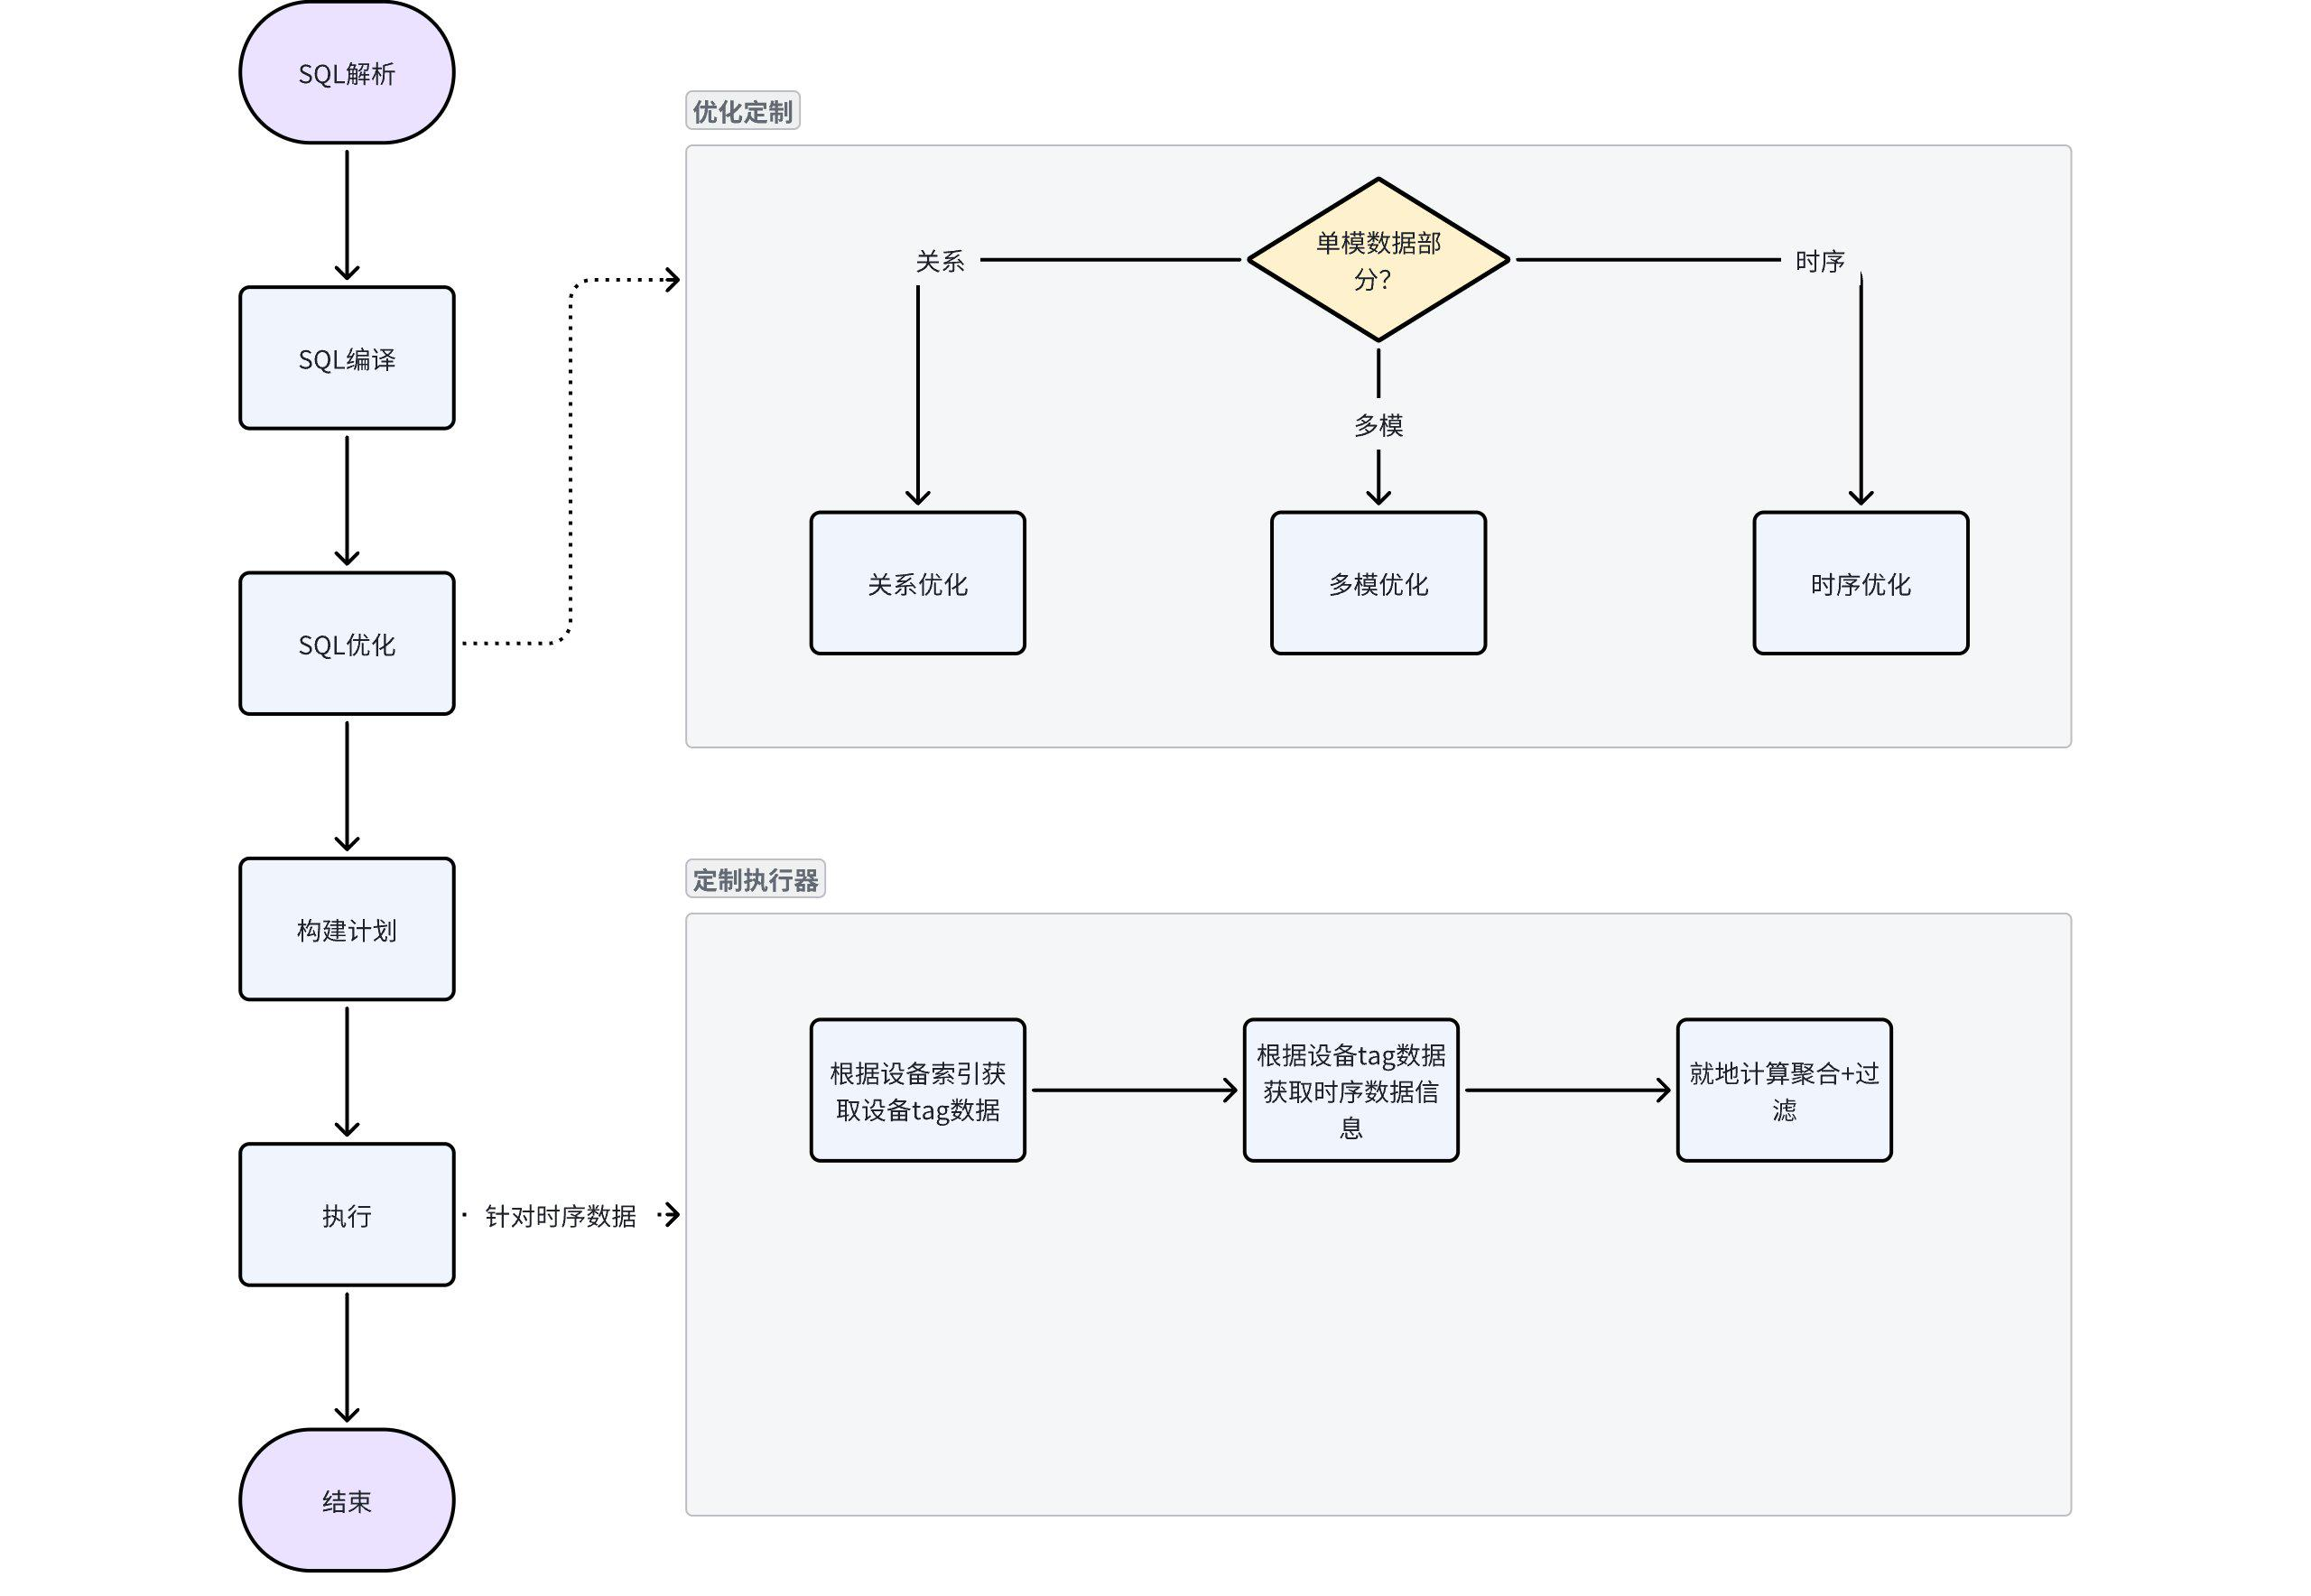 SQL解析
SQL编译
SQL优化
构建计划
执行
结束
针对时序数据
优化定制
单模数据部
分?
关系
多模
时序
关系优化
多模优化
时序优化
定制执行器
根据设备索引获
取设备tag数据
根据设备tag数据
获取时序数据信
息
就地计算聚合+过
滤